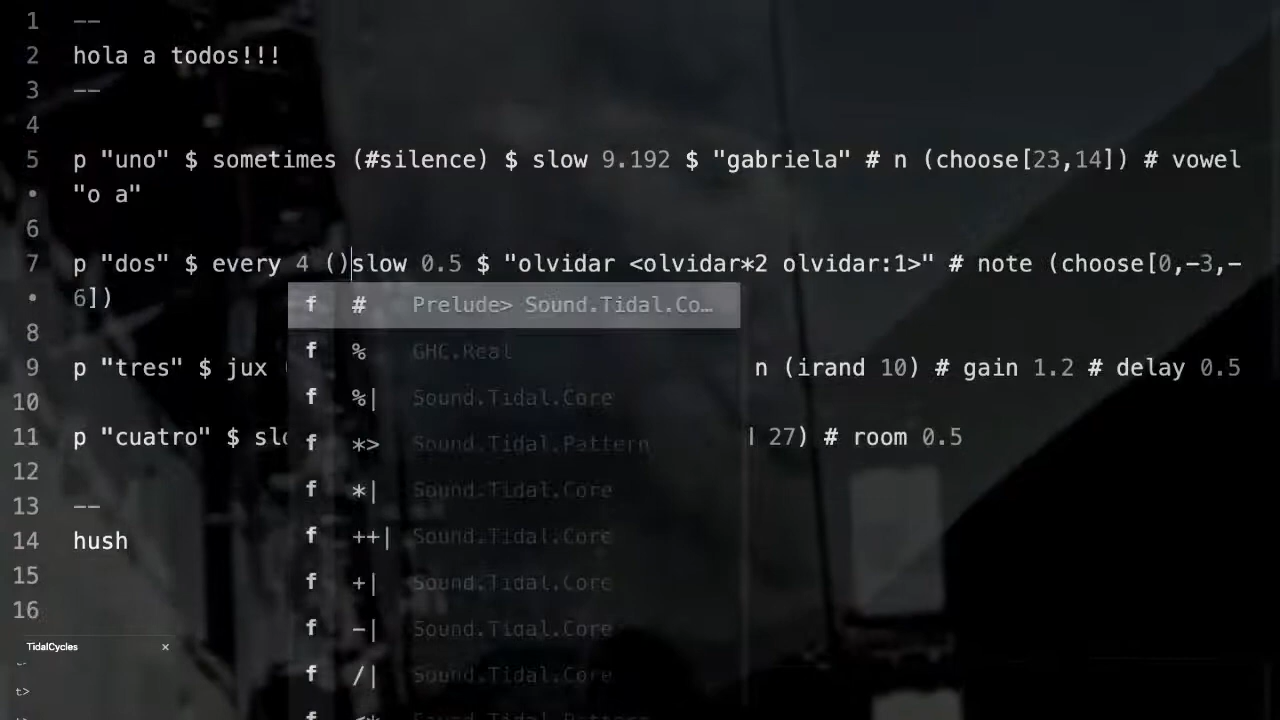 1 --
2 hola a todos!!!
3 --
4
5 p "uno" $ sometimes (#silence) $ slow 9.192 $ "gabriela" # n (choose[23,14]) # vowel
• "o a"
6
7 p "dos" $ every 4 ()slow 0.5 $ "olvidar <olvidar*2 olvidar:1>" # note (choose[0,-3,-
• 6])
f # Prelude> Sound.Tidal.Co…
8
f % GHC.Real
9 p "tres" $ jux ( n (irand 10) # gain 1.2 # delay 0.5
f %| Sound.Tidal.Core
10
11 p "cuatro" $ slo 27) # room 0.5
f *> Sound.Tidal.Pattern
12
f *| Sound.Tidal.Core
13 --
f ++| Sound.Tidal.Core
14 hush
15
f +| Sound.Tidal.Core
16
f -| Sound.Tidal.Core
TidalCycles ×
f /| Sound.Tidal.Core
t>
f <* Sound.Tidal.Pattern